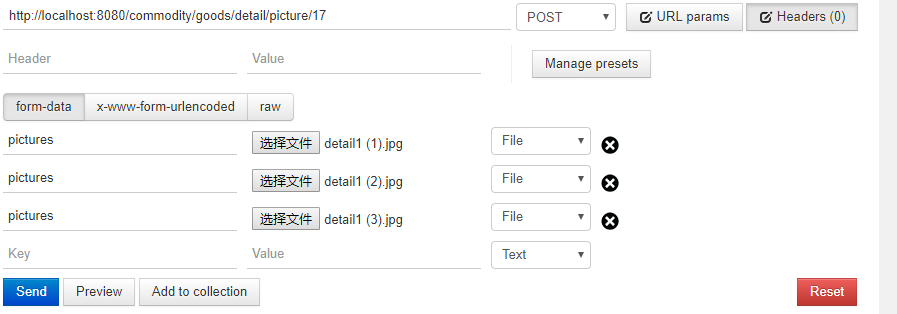 http://localhost:8080/commodity/goods/detail/picture/17 POST URL params Headers (0)
Header Value Manage presets
form-data x-www-form-urlencoded raw
pictures 选择文件 detail1 (1).jpg File
pictures 选择文件 detail1 (2).jpg File
pictures 选择文件 detail1 (3).jpg File
Key Value Text
Send Preview Add to collection Reset